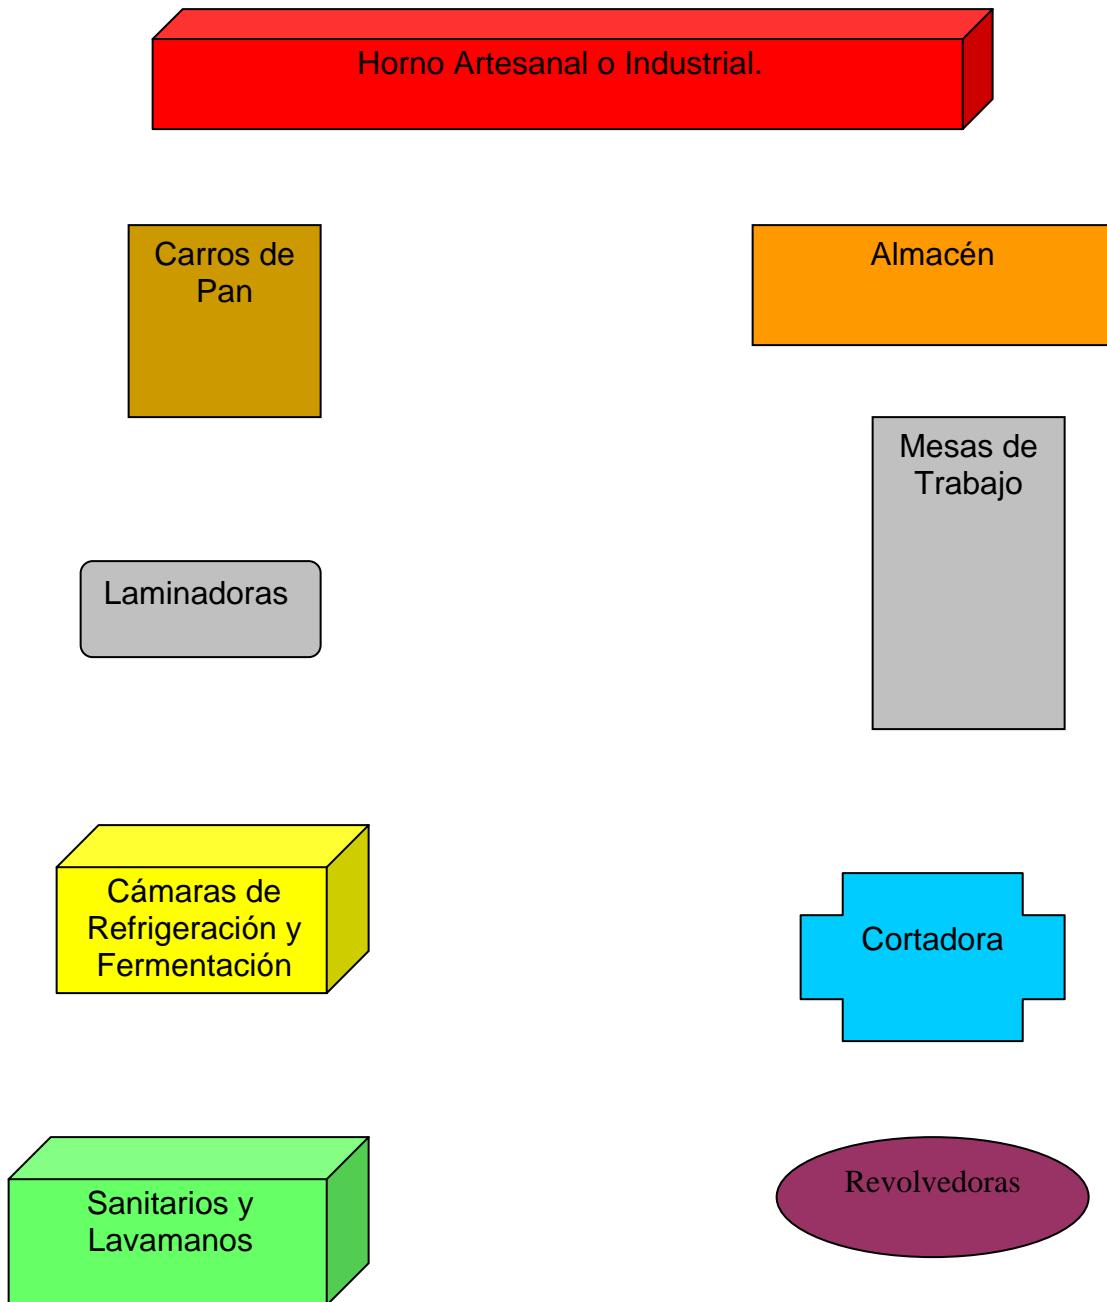 Horno Artesanal o Industrial.
Carros de
Pan
Almacén
Mesas de
Trabajo
Laminadoras
Cámaras de
Refrigeración y
Fermentación
Cortadora
Sanitarios y
Lavamanos
Revolvedoras